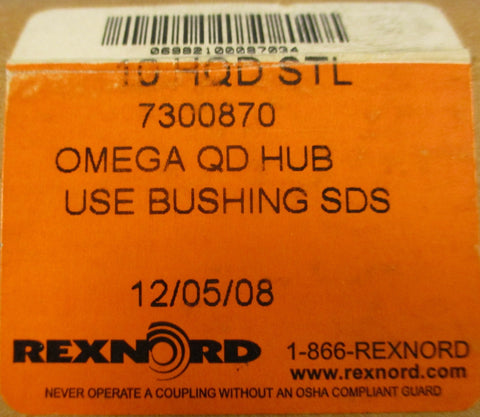 06982100087034
10 HQD STL
7300870
OMEGA QD HUB
USE BUSHING SDS
12/05/08
REXNORD 1-866-REXNORD
www.rexnord.com
NEVER OPERATE A COUPLING WITHOUT AN OSHA COMPLIANT GUARD